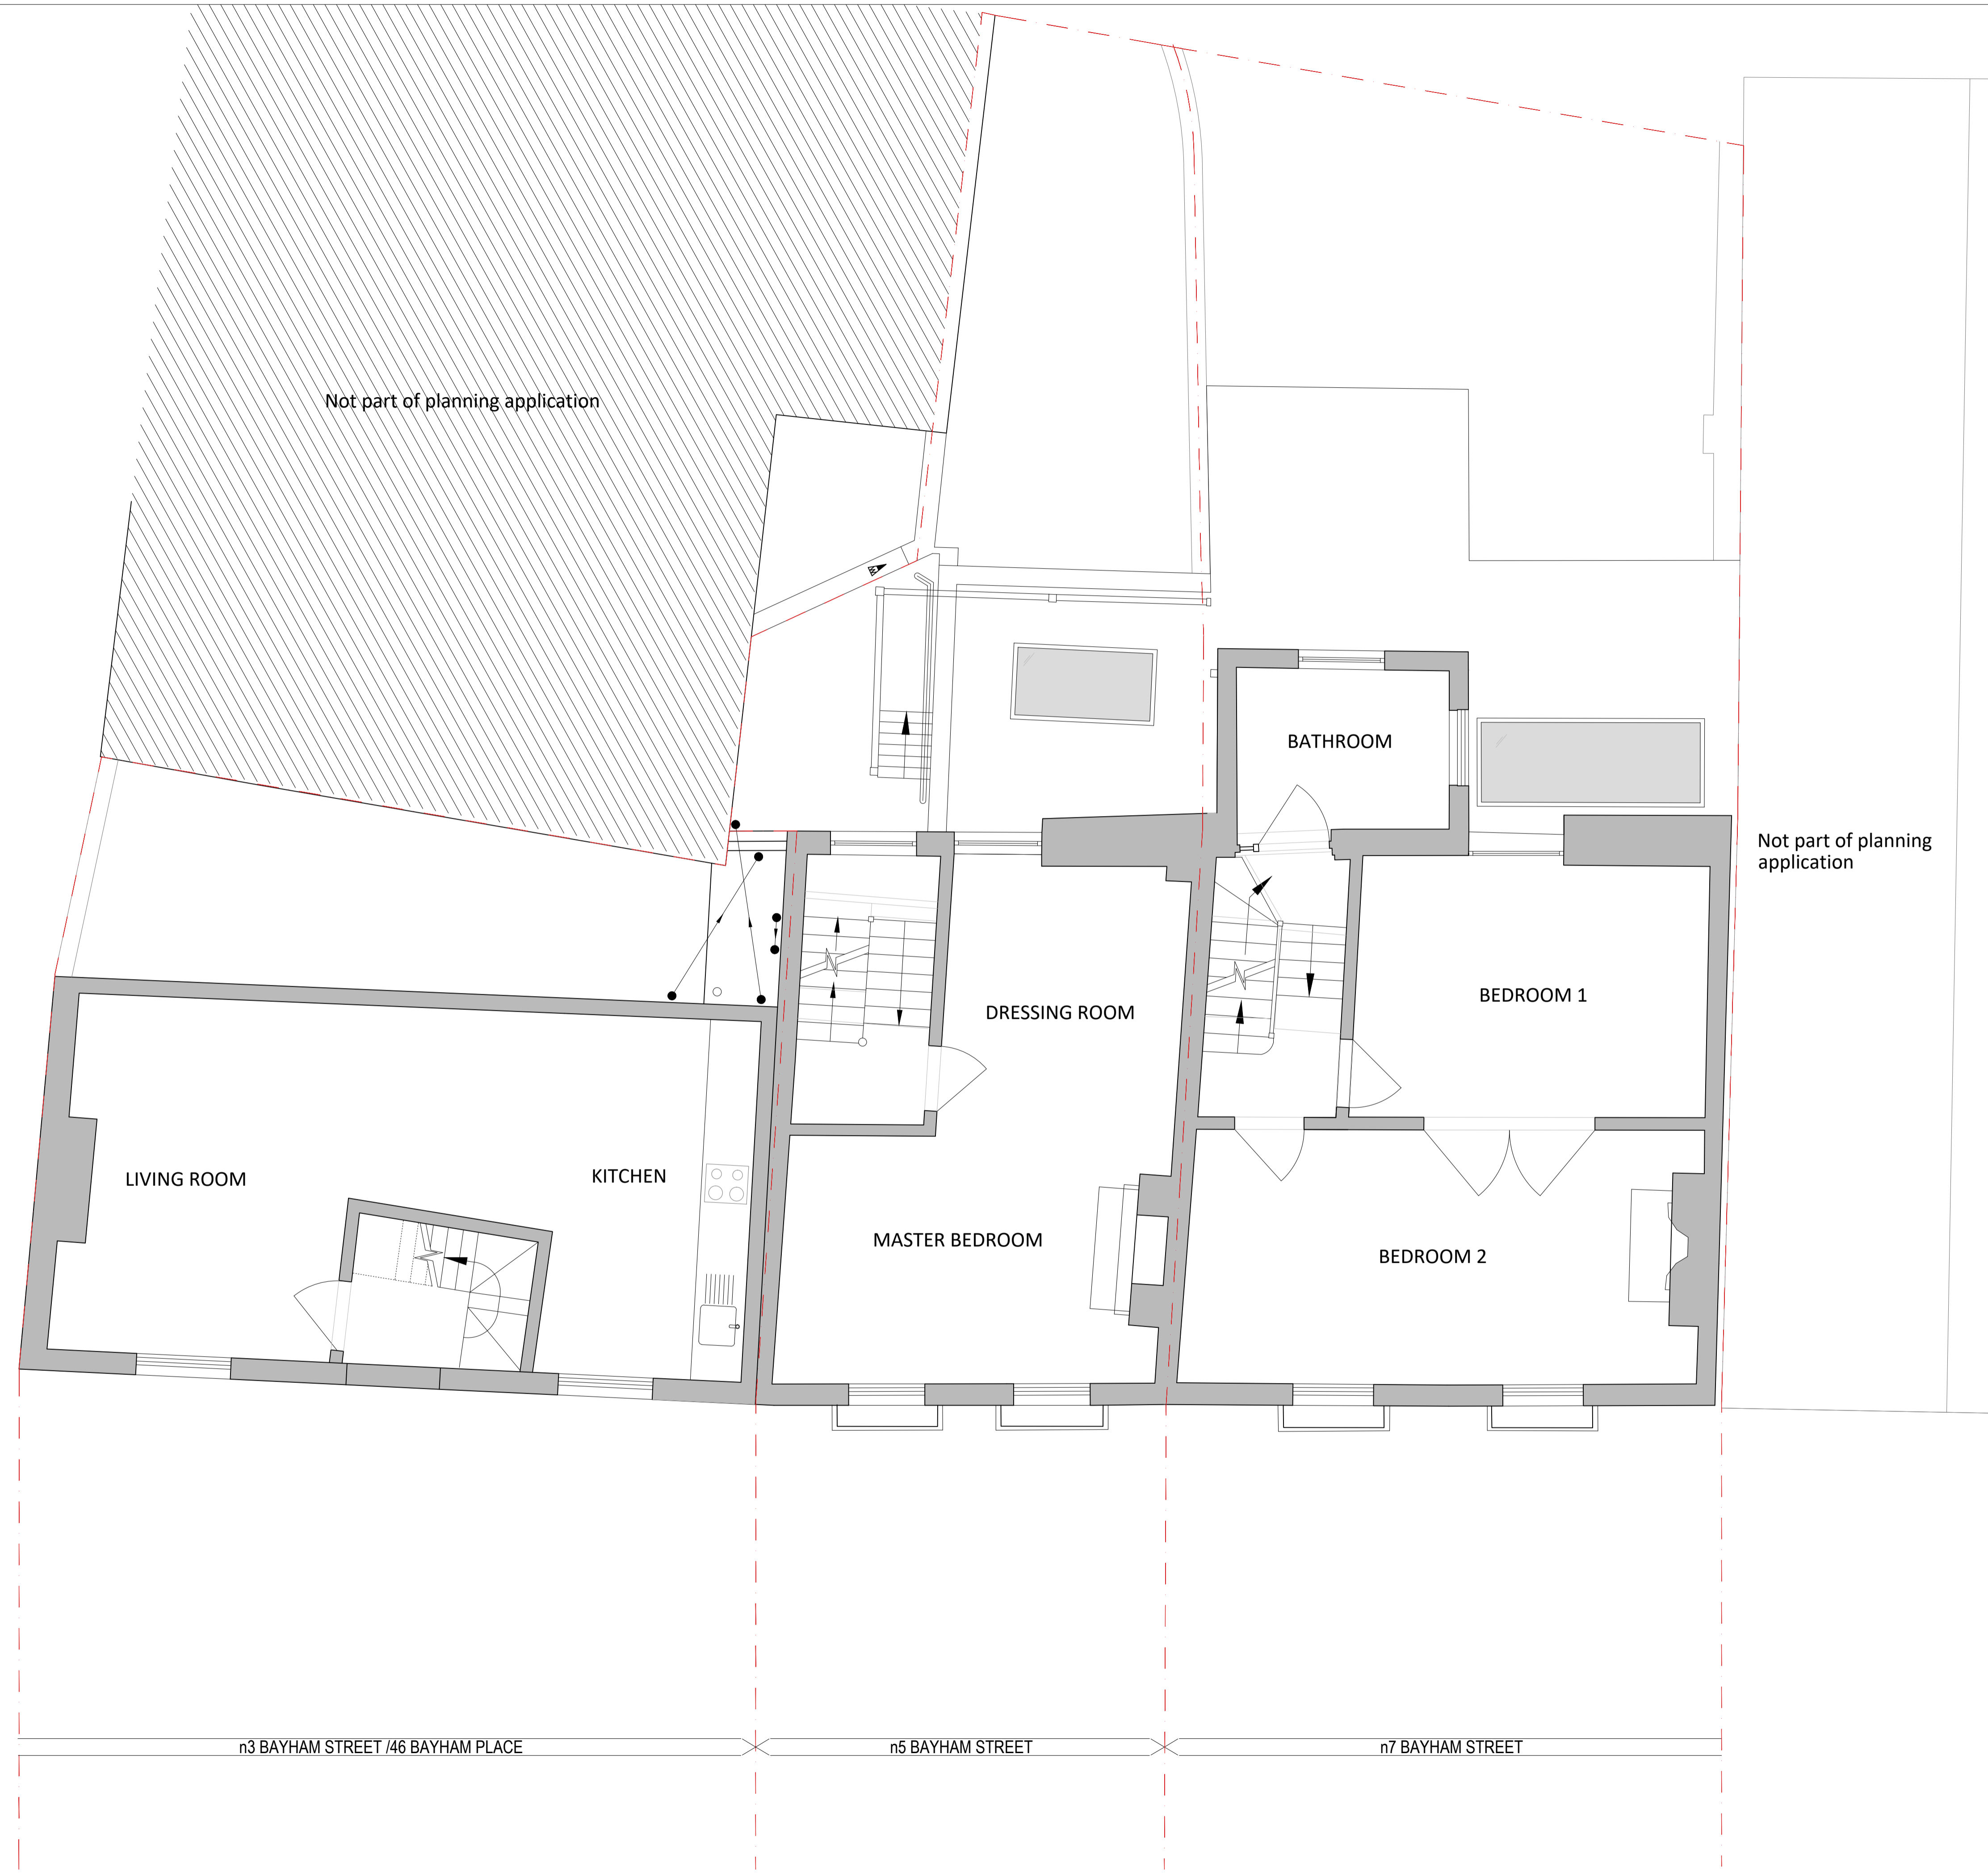 Not part of planning application
BATHROOM
Not part of planning
application
BEDROOM 1
DRESSING ROOM
LIVING ROOM
KITCHEN
MASTER BEDROOM
BEDROOM 2
n3 BAYHAM STREET /46 BAYHAM PLACE
n5 BAYHAM STREET
n7 BAYHAM STREET